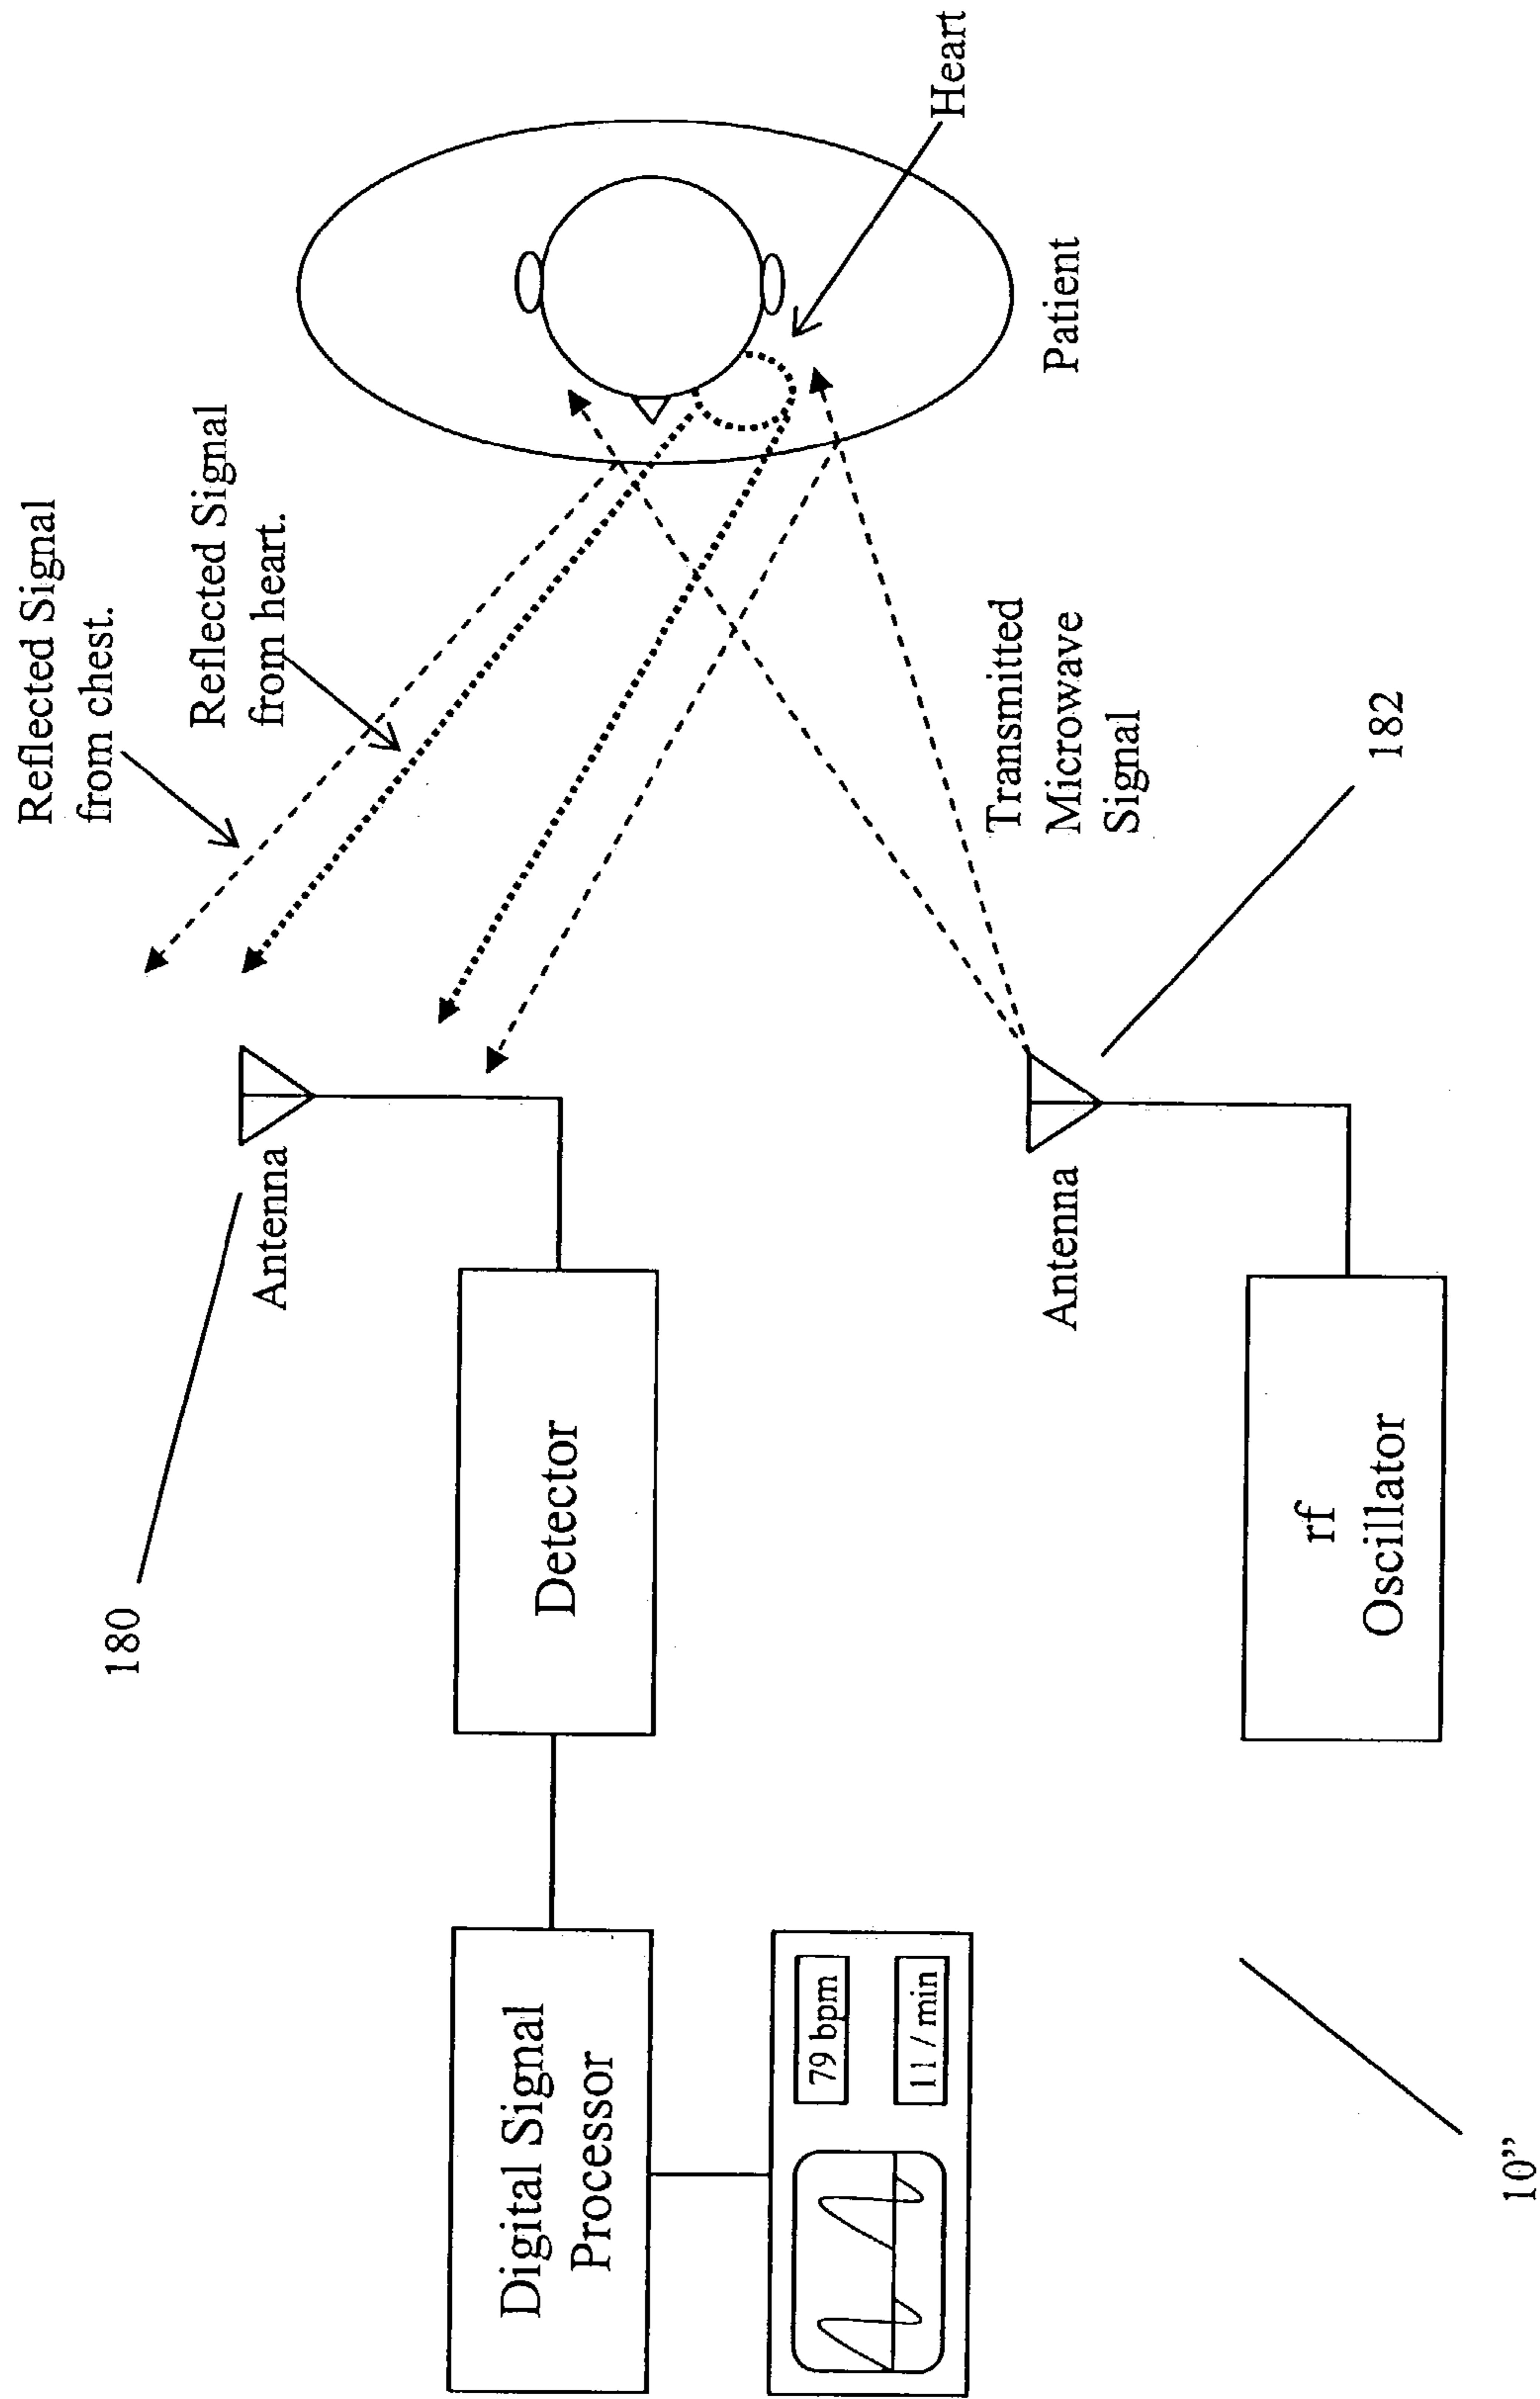 Reflected Signal
from chest.
Reflected Signal
from heart.
Heart
Patient
180
Antenna
Detector
Digital Signal
Processor
79 bpm
11 / min
Transmitted
Microwave
Signal
182
Antenna
rf
Oscillator
10”